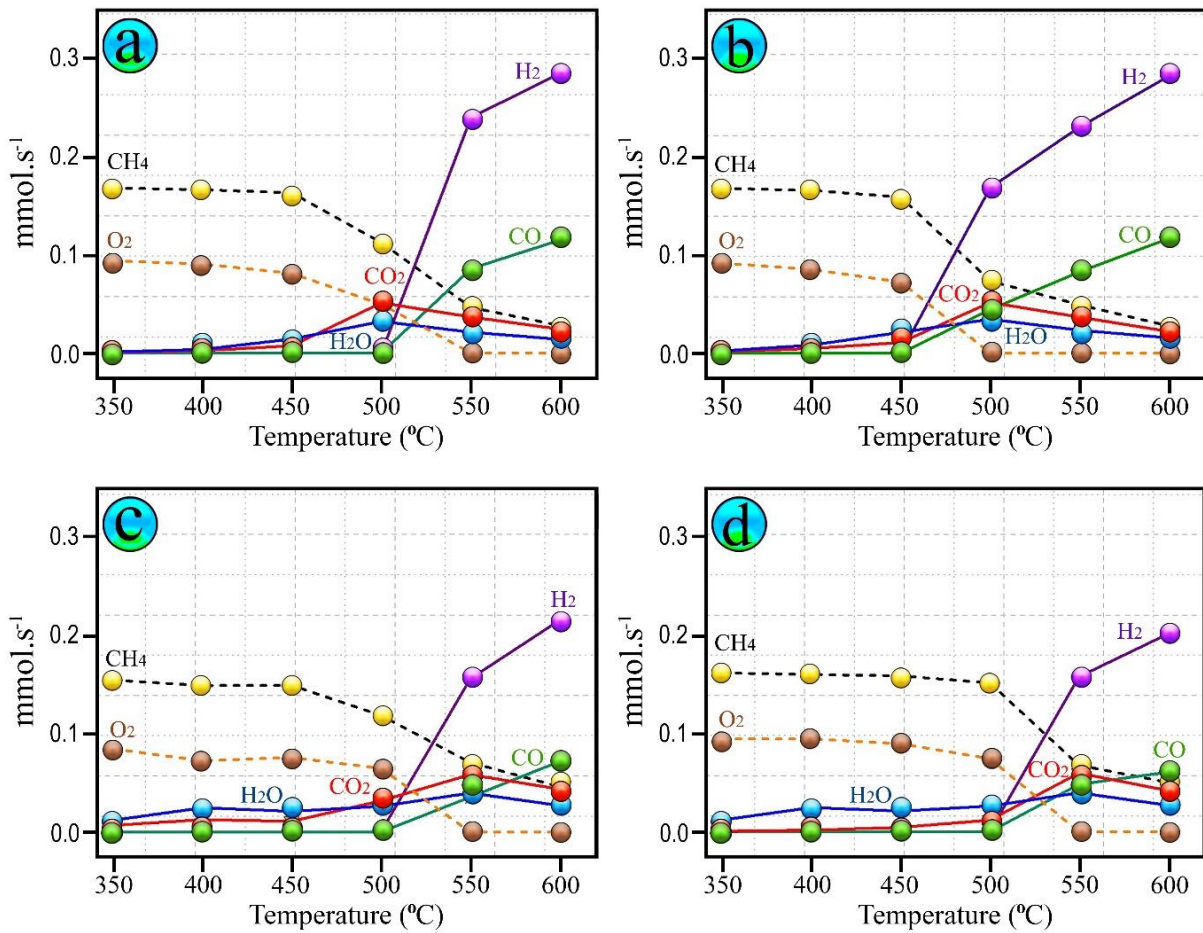 a
0.3
0.2
0.1
0.0
mmol.s⁻¹
H₂
CH₄
CO
O₂
CO₂
H₂O
350 400 450 500 550 600
Temperature (ºC)
b
0.3
0.2
0.1
0.0
mmol.s⁻¹
H₂
CH₄
CO
O₂
CO₂
H₂O
350 400 450 500 550 600
Temperature (ºC)
c
0.3
0.2
0.1
0.0
mmol.s⁻¹
H₂
CH₄
O₂
CO
CO₂
H₂O
350 400 450 500 550 600
Temperature (ºC)
d
0.3
0.2
0.1
0.0
mmol.s⁻¹
H₂
CH₄
O₂
CO
CO₂
H₂O
350 400 450 500 550 600
Temperature (ºC)